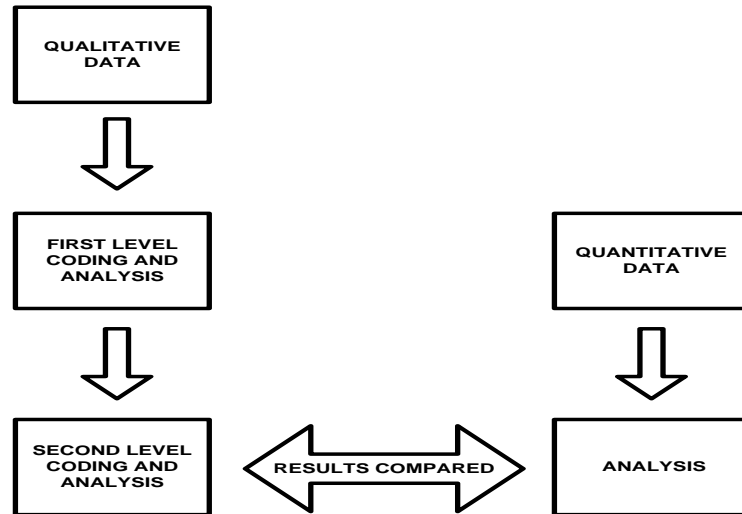 QUALITATIVE
DATA
FIRST LEVEL
CODING AND
ANALYSIS
QUANTITATIVE
DATA
SECOND LEVEL
CODING AND
ANALYSIS
RESULTS COMPARED
ANALYSIS